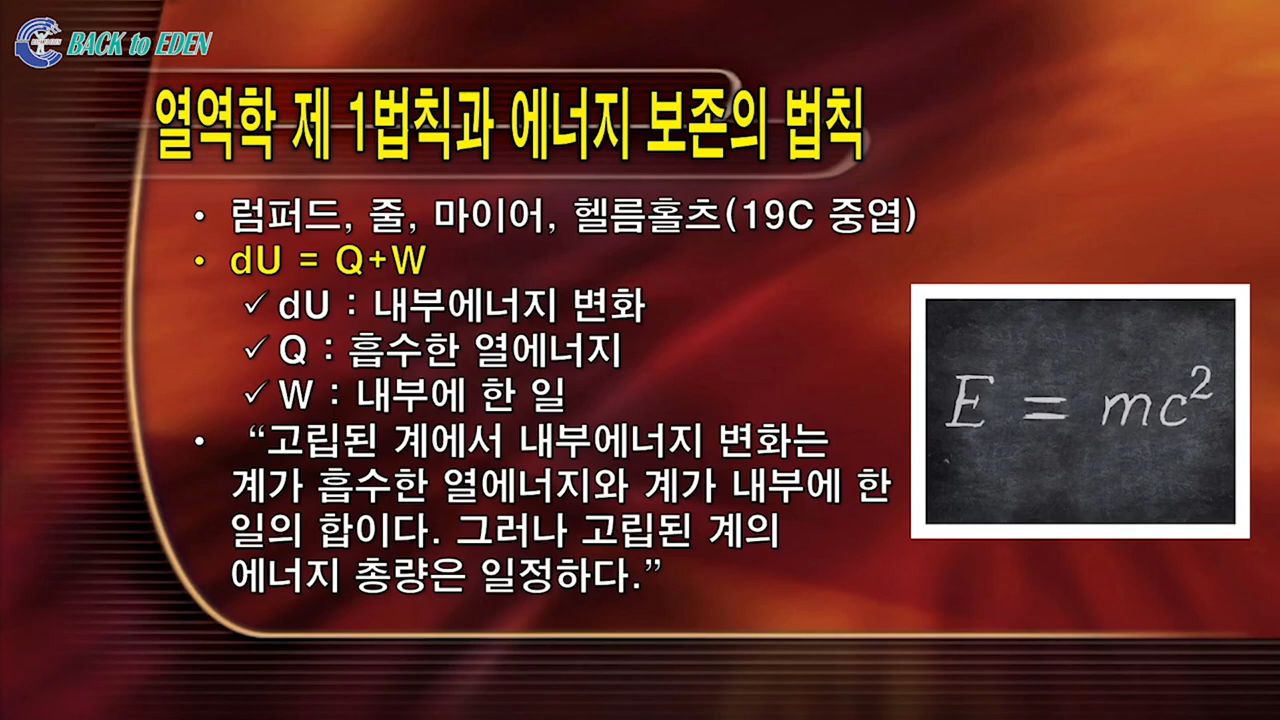 BACK to EDEN
열역학 제 1법칙과 에너지 보존의 법칙
• 럼퍼드, 줄, 마이어, 헬름홀츠(19C 중엽)
• dU = Q+W
✓ dU : 내부에너지 변화
✓ Q : 흡수한 열에너지
✓ W : 내부에 한 일
• “고립된 계에서 내부에너지 변화는
계가 흡수한 열에너지와 계가 내부에 한
일의 합이다. 그러나 고립된 계의
에너지 총량은 일정하다.”
E = mc²